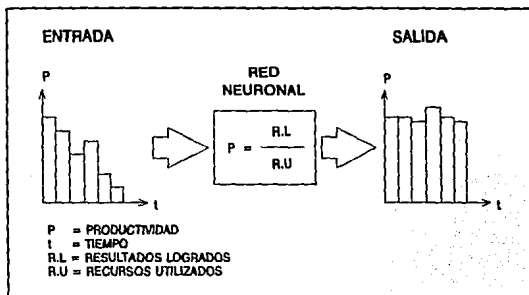 ENTRADA
SALIDA
RED
NEURONAL
P
P
P = R.L
R.U
t
t
P = PRODUCTIVIDAD
t = TIEMPO
R.L = RESULTADOS LOGRADOS
R.U = RECURSOS UTILIZADOS